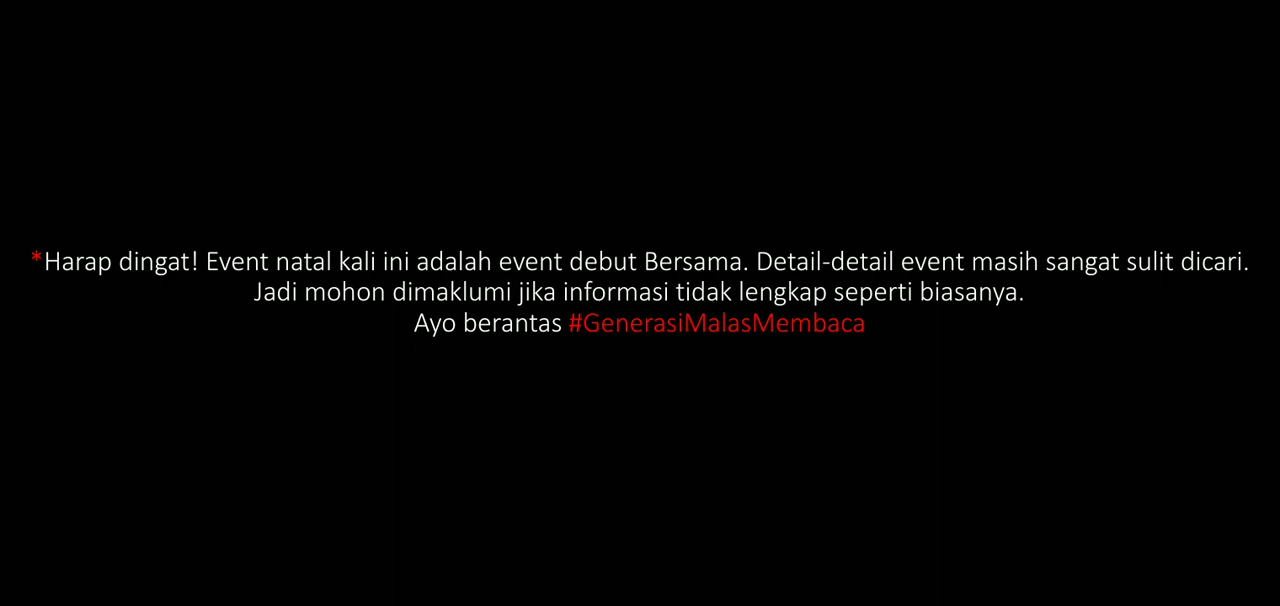 *Harap dingat! Event natal kali ini adalah event debut Bersama. Detail-detail event masih sangat sulit dicari.
Jadi mohon dimaklumi jika informasi tidak lengkap seperti biasanya.
Ayo berantas #GenerasiMalasMembaca